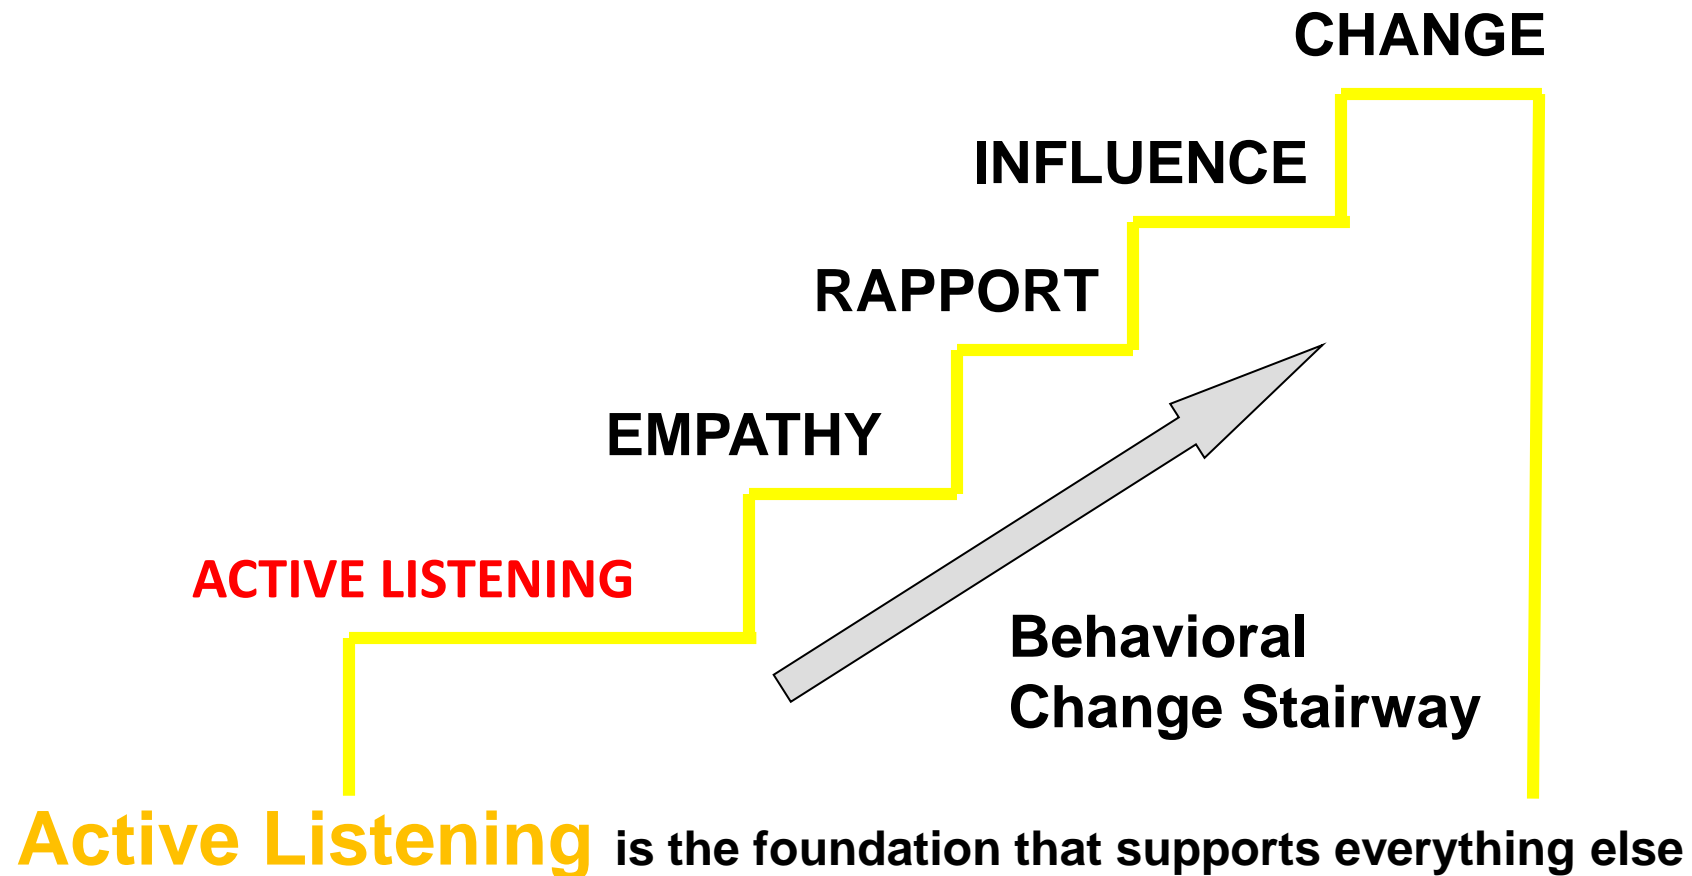 CHANGE
INFLUENCE
RAPPORT
EMPATHY
ACTIVE LISTENING
Behavioral
Change Stairway
Active Listening is the foundation that supports everything else